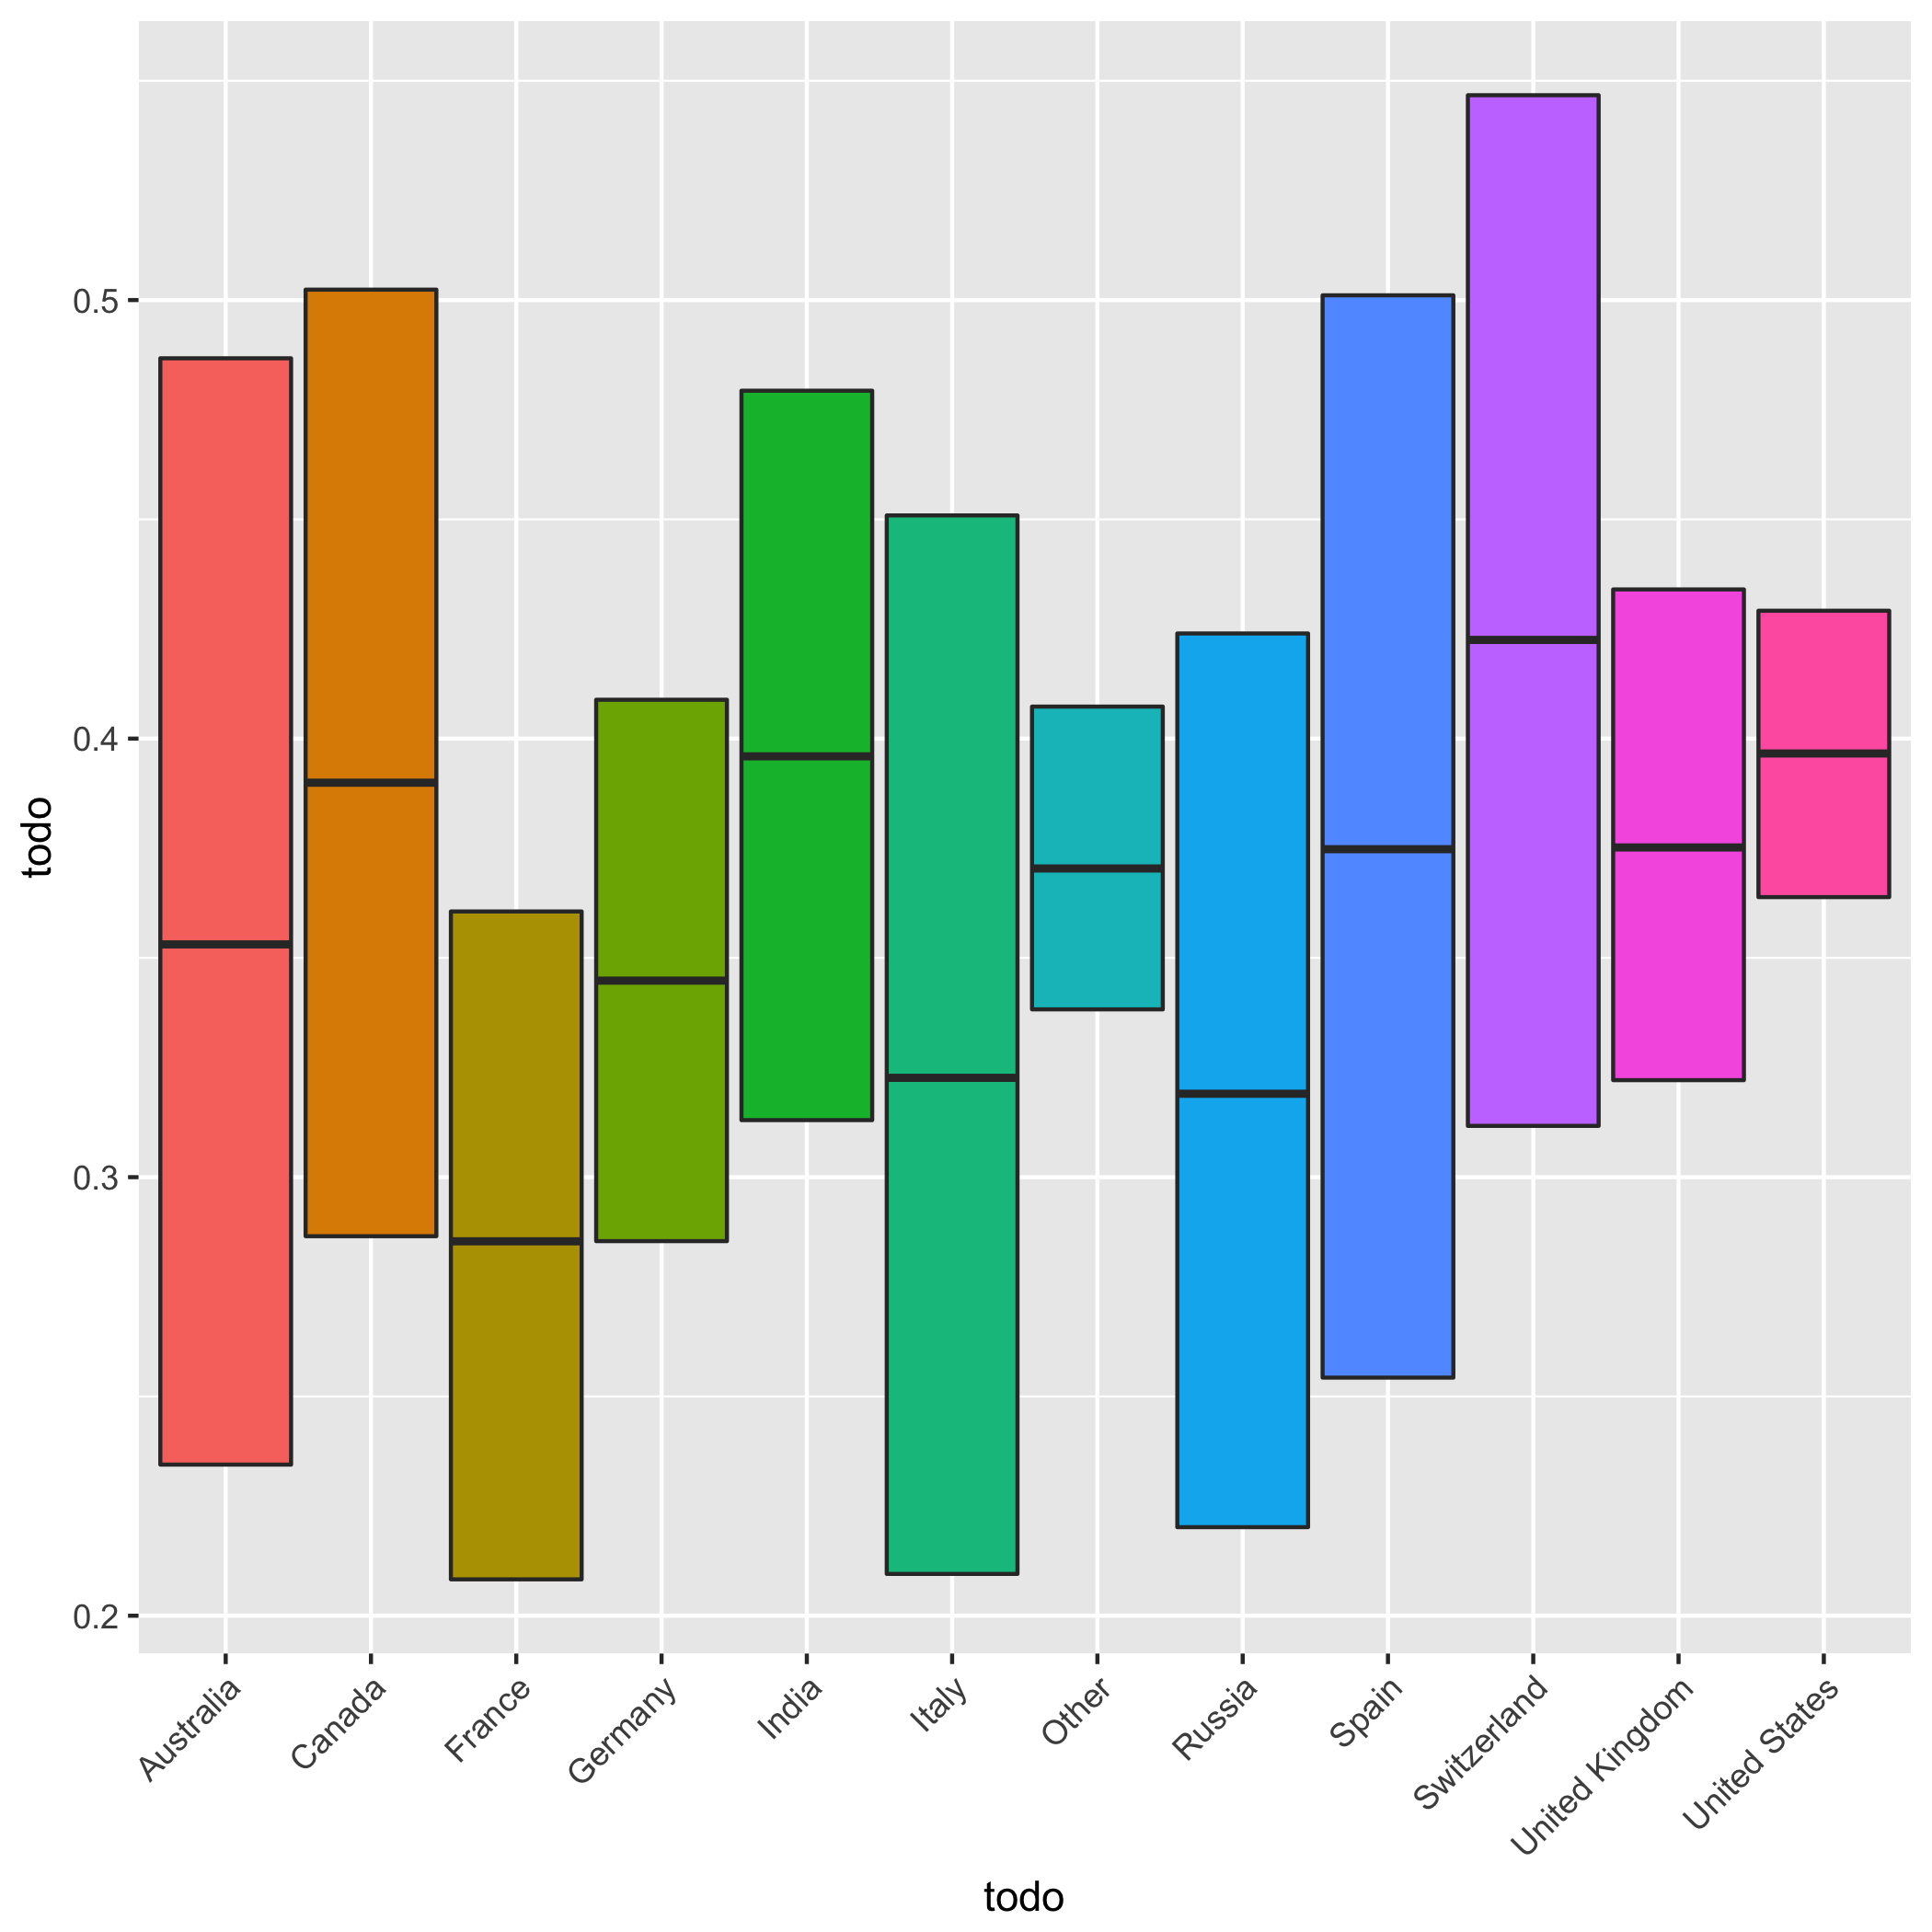 todo
0.5
0.4
0.3
0.2
Australia
Canada
France
Germany
India
Italy
Other
Russia
Spain
Switzerland
United Kingdom
United States
todo